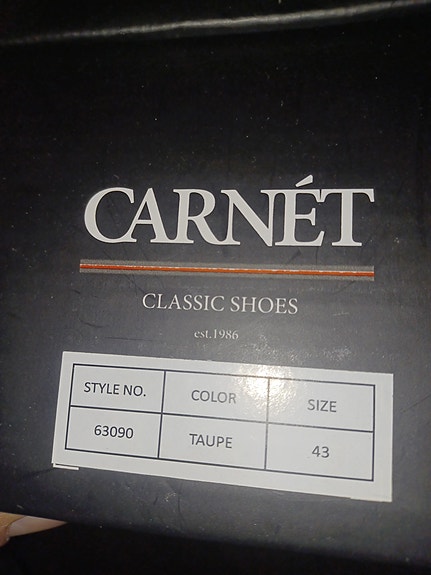 CARNÉT
CLASSIC SHOES
est.1986
STYLE NO. COLOR SIZE
63090 TAUPE 43